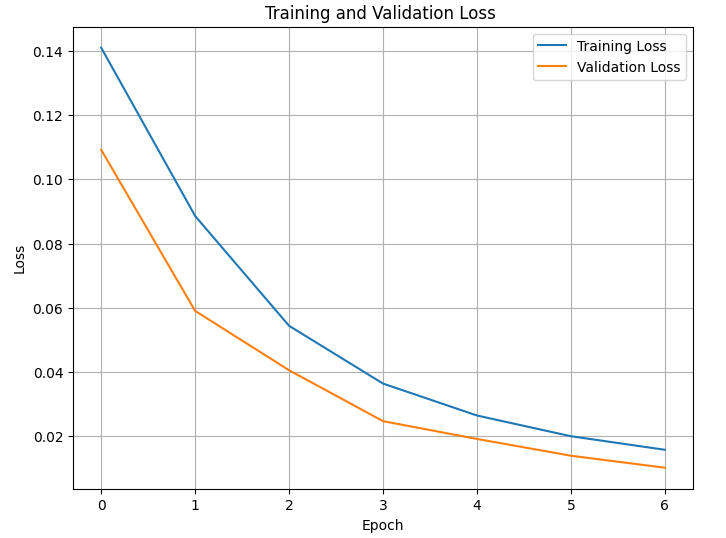 Training and Validation Loss
Training Loss
Validation Loss
0.14
0.12
0.10
0.08
0.06
0.04
0.02
Loss
0 1 2 3 4 5 6
Epoch